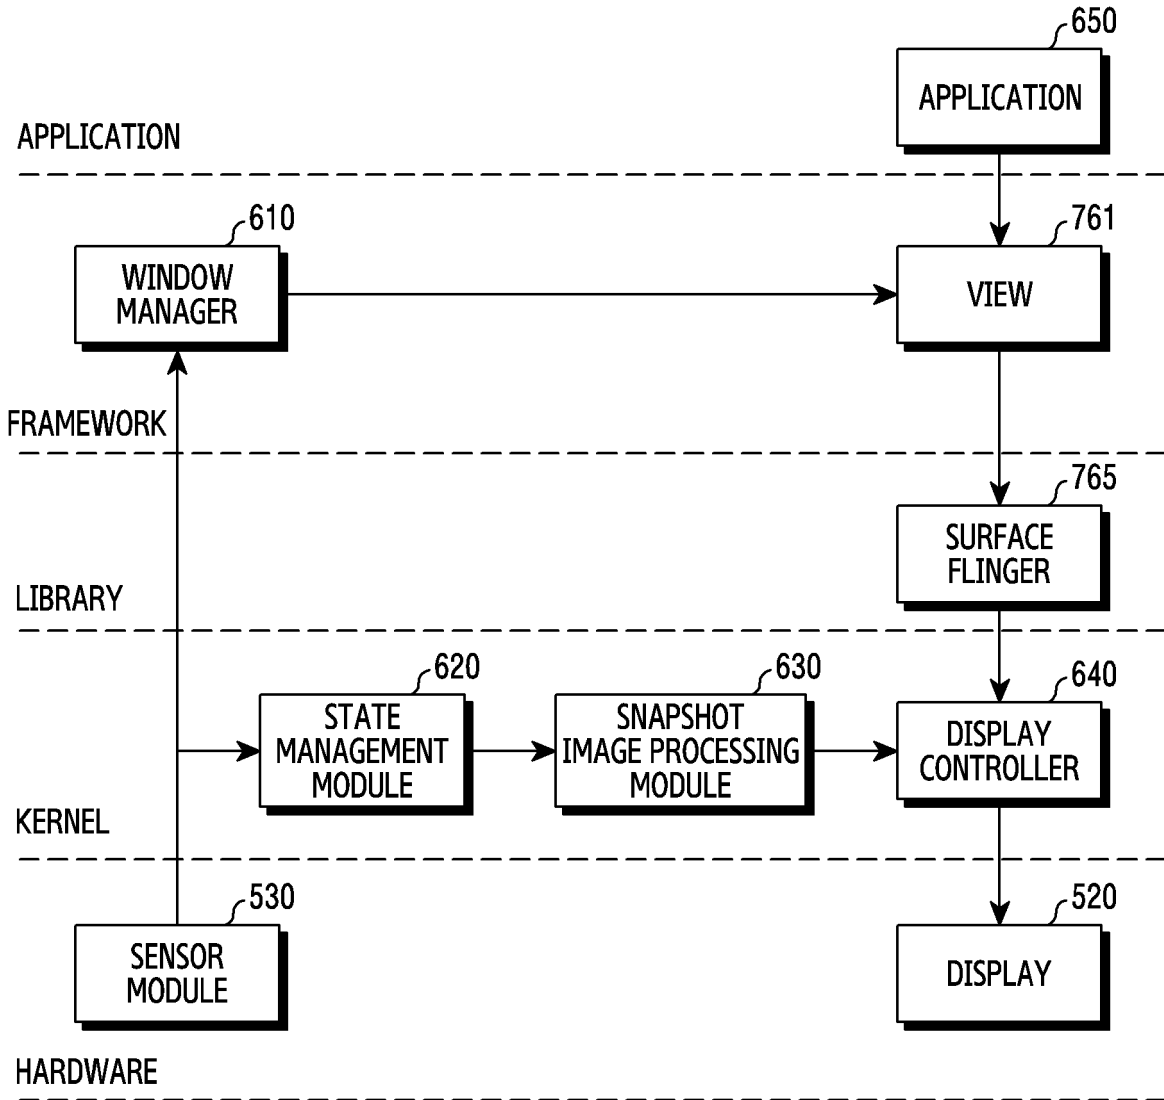 650
APPLICATION
APPLICATION
610
WINDOW
MANAGER
761
VIEW
FRAMEWORK
765
SURFACE
FLINGER
LIBRARY
620
STATE
MANAGEMENT
MODULE
630
SNAPSHOT
IMAGE PROCESSING
MODULE
640
DISPLAY
CONTROLLER
KERNEL
530
SENSOR
MODULE
520
DISPLAY
HARDWARE